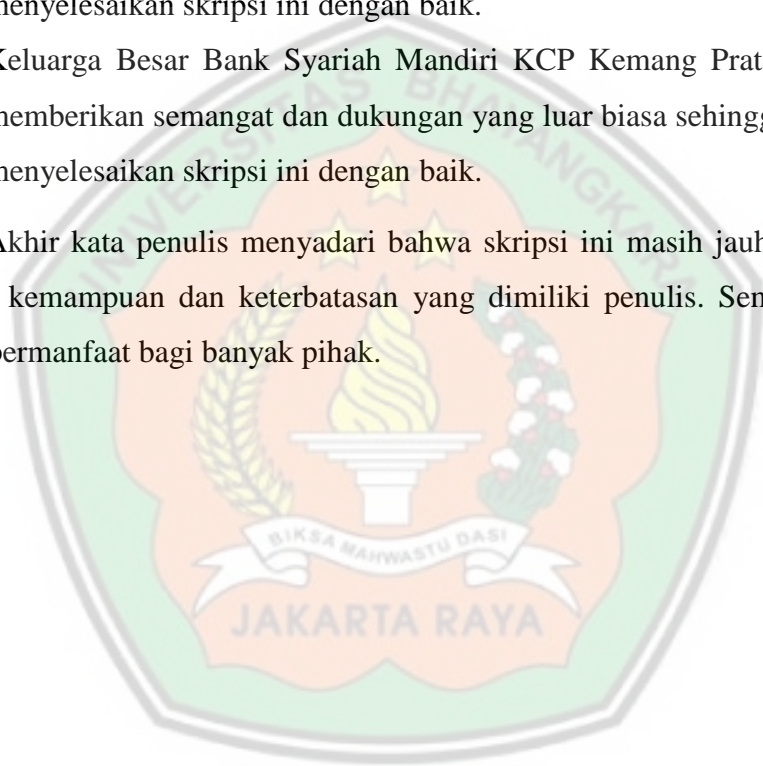 menyelesaikan skripsi ini dengan baik.
Keluarga Besar Bank Syariah Mandiri KCP Kemang Prat
memberikan semangat dan dukungan yang luar biasa sehingg
menyelesaikan skripsi ini dengan baik.
Akhir kata penulis menyadari bahwa skripsi ini masih jauh
kemampuan dan keterbatasan yang dimiliki penulis. Sem
bermanfaat bagi banyak pihak.
UNIVERSITAS BHAYANGKARA
BIKSA MAHWASTU DASI
JAKARTA RAYA